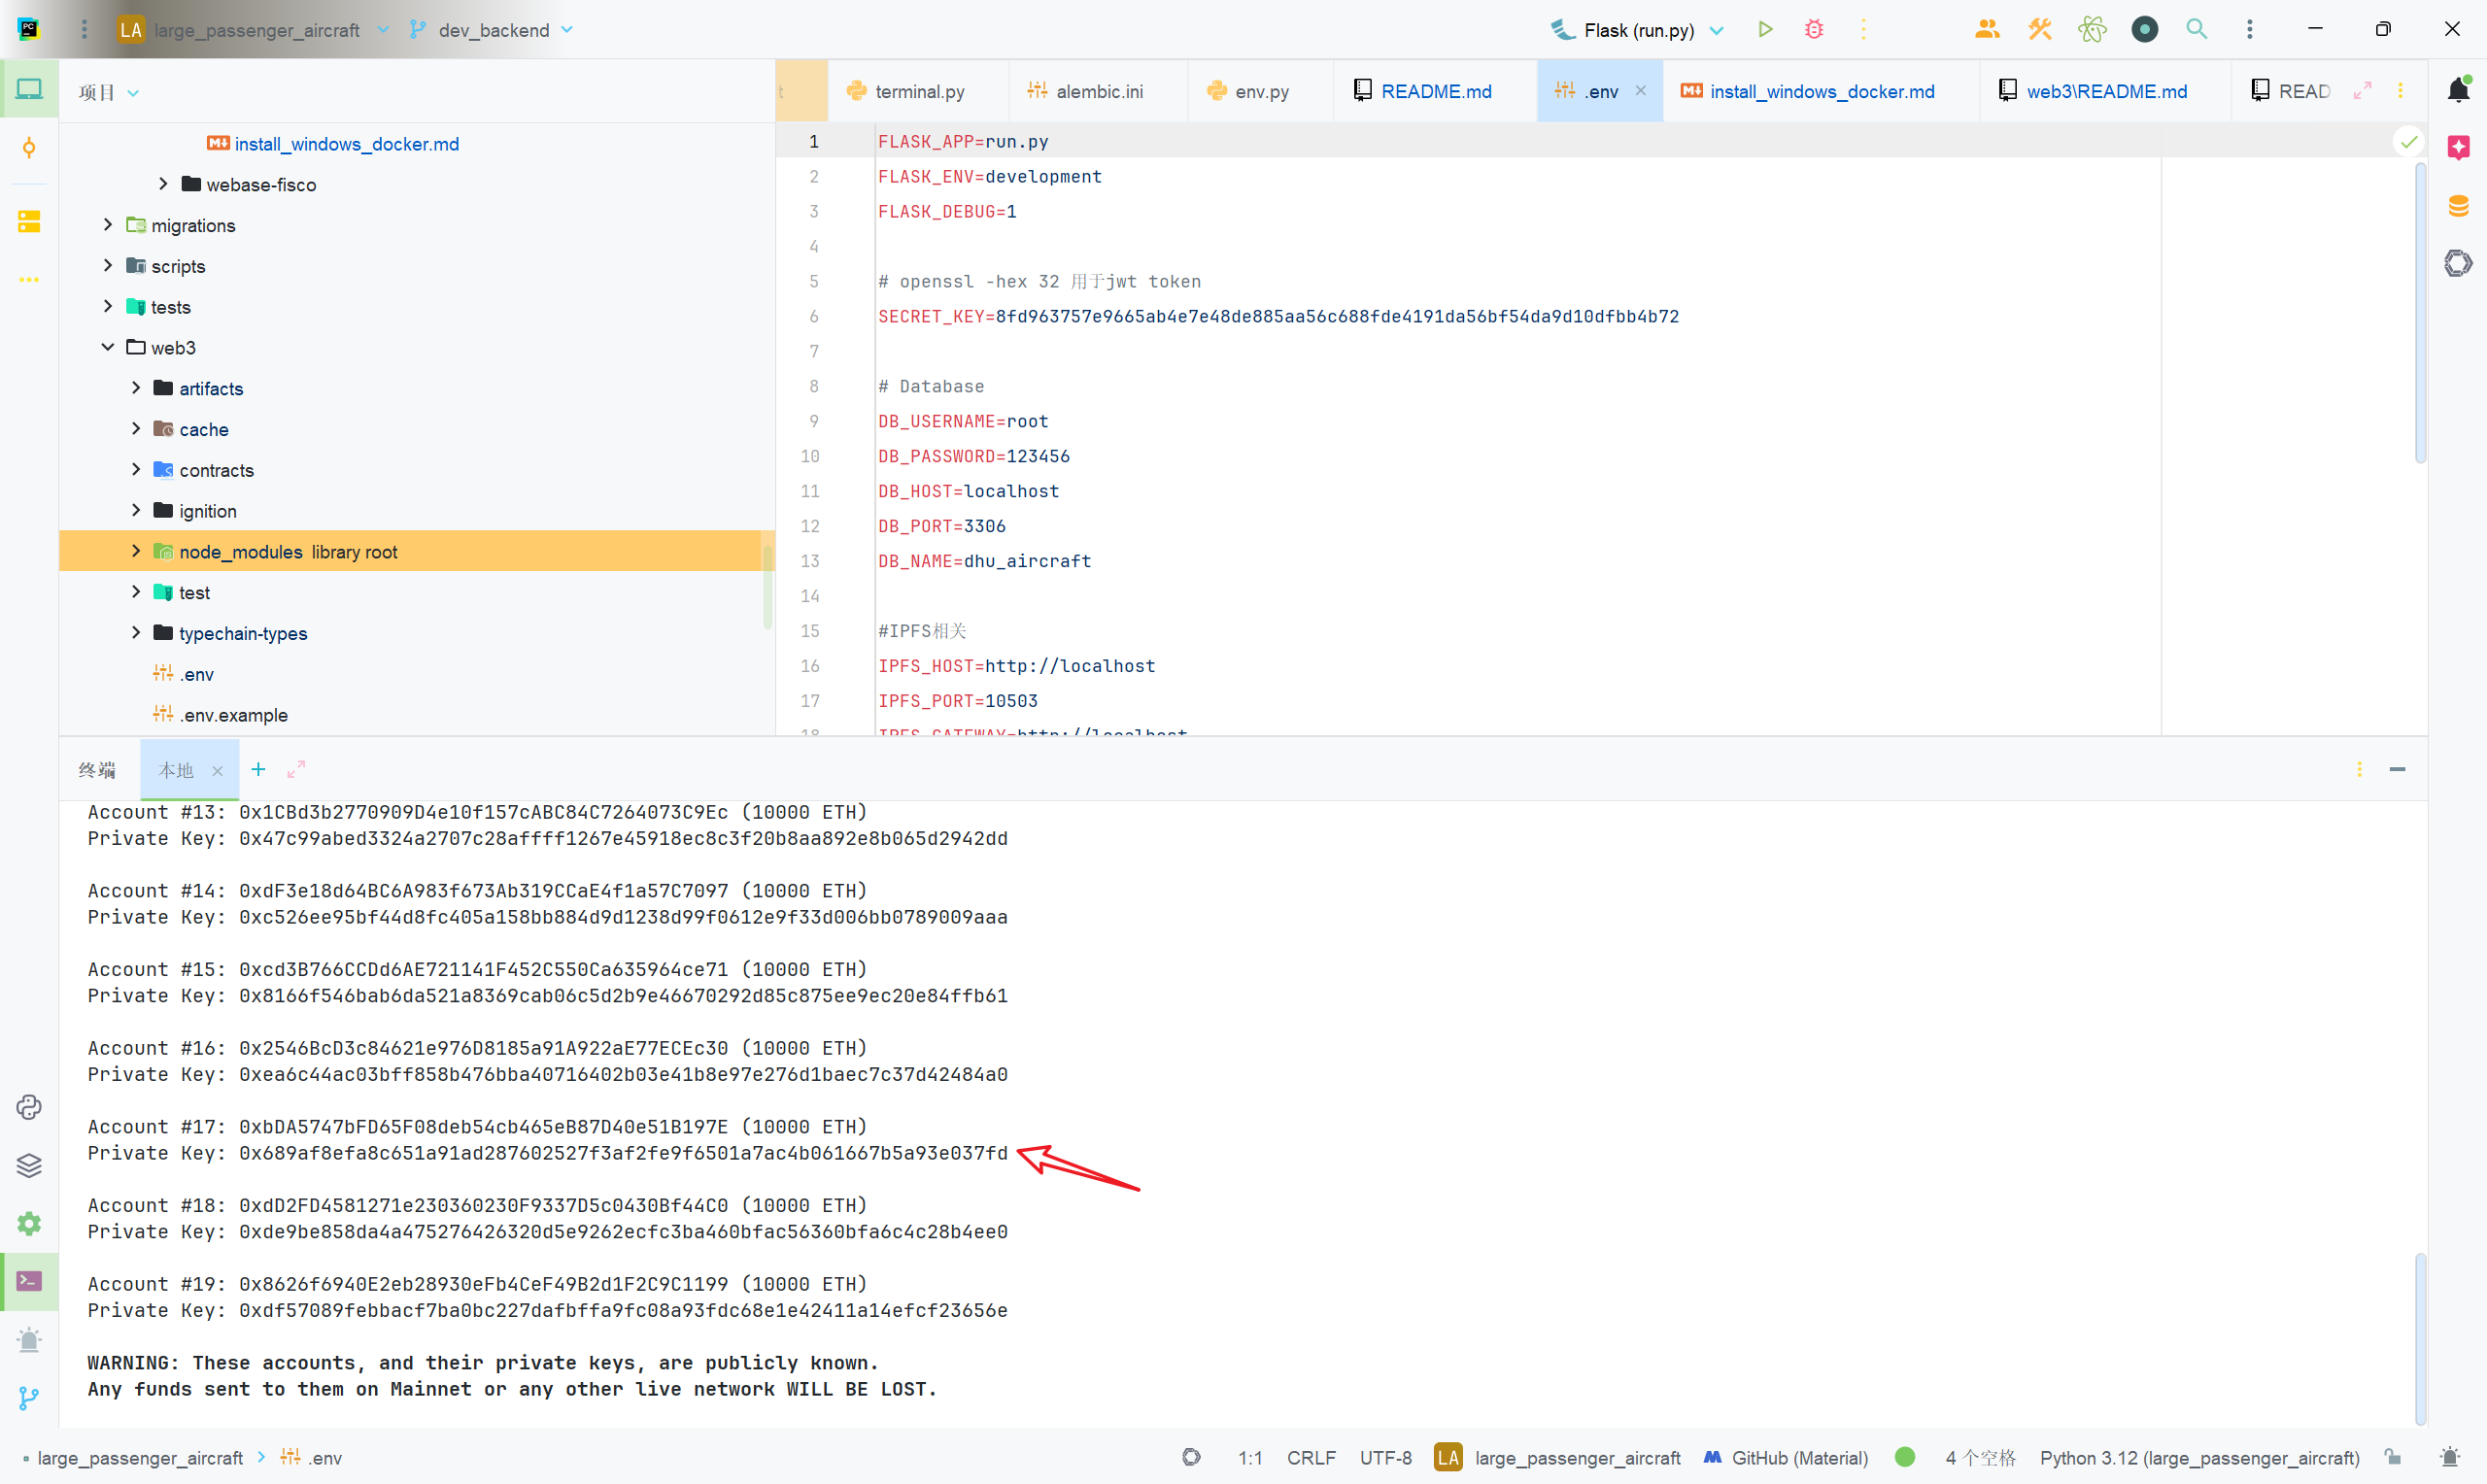 LA large_passenger_aircraft dev_backend Flask (run.py)
项目
terminal.py alembic.ini env.py README.md .env install_windows_docker.md web3\README.md READ
install_windows_docker.md
webase-fisco
migrations
scripts
tests
web3
artifacts
cache
contracts
ignition
node_modules library root
test
typechain-types
.env
.env.example
1 FLASK_APP=run.py
2 FLASK_ENV=development
3 FLASK_DEBUG=1
4
5 # openssl -hex 32 用于jwt token
6 SECRET_KEY=8fd963757e9665ab4e7e48de885aa56c688fde4191da56bf54da9d10dfbb4b72
7
8 # Database
9 DB_USERNAME=root
10 DB_PASSWORD=123456
11 DB_HOST=localhost
12 DB_PORT=3306
13 DB_NAME=dhu_aircraft
14
15 #IPFS相关
16 IPFS_HOST=http://localhost
17 IPFS_PORT=10503
18 IPFS_GATEWAY=http://localhost
终端 本地
Account #13: 0x1CBd3b2770909D4e10f157cABC84C7264073C9Ec (10000 ETH)
Private Key: 0x47c99abed3324a2707c28affff1267e45918ec8c3f20b8aa892e8b065d2942dd
Account #14: 0xdF3e18d64BC6A983f673Ab319CCaE4f1a57C7097 (10000 ETH)
Private Key: 0xc526ee95bf44d8fc405a158bb884d9d1238d99f0612e9f33d006bb0789009aaa
Account #15: 0xcd3B766CCDd6AE721141F452C550Ca635964ce71 (10000 ETH)
Private Key: 0x8166f546bab6da521a8369cab06c5d2b9e46670292d85c875ee9ec20e84ffb61
Account #16: 0x2546BcD3c84621e976D8185a91A922aE77ECEc30 (10000 ETH)
Private Key: 0xea6c44ac03bff858b476bba40716402b03e41b8e97e276d1baec7c37d42484a0
Account #17: 0xbDA5747bFD65F08deb54cb465eB87D40e51B197E (10000 ETH)
Private Key: 0x689af8efa8c651a91ad287602527f3af2fe9f6501a7ac4b061667b5a93e037fd
Account #18: 0xdD2FD4581271e230360230F9337D5c0430Bf44C0 (10000 ETH)
Private Key: 0xde9be858da4a475276426320d5e9262ecfc3ba460bfac56360bfa6c4c28b4ee0
Account #19: 0x8626f6940E2eb28930eFb4CeF49B2d1F2C9C1199 (10000 ETH)
Private Key: 0xdf57089febbacf7ba0bc227dafbffa9fc08a93fdc68e1e42411a14efcf23656e
WARNING: These accounts, and their private keys, are publicly known.
Any funds sent to them on Mainnet or any other live network WILL BE LOST.
large_passenger_aircraft .env 1:1 CRLF UTF-8 LA large_passenger_aircraft GitHub (Material) 4 个空格 Python 3.12 (large_passenger_aircraft)